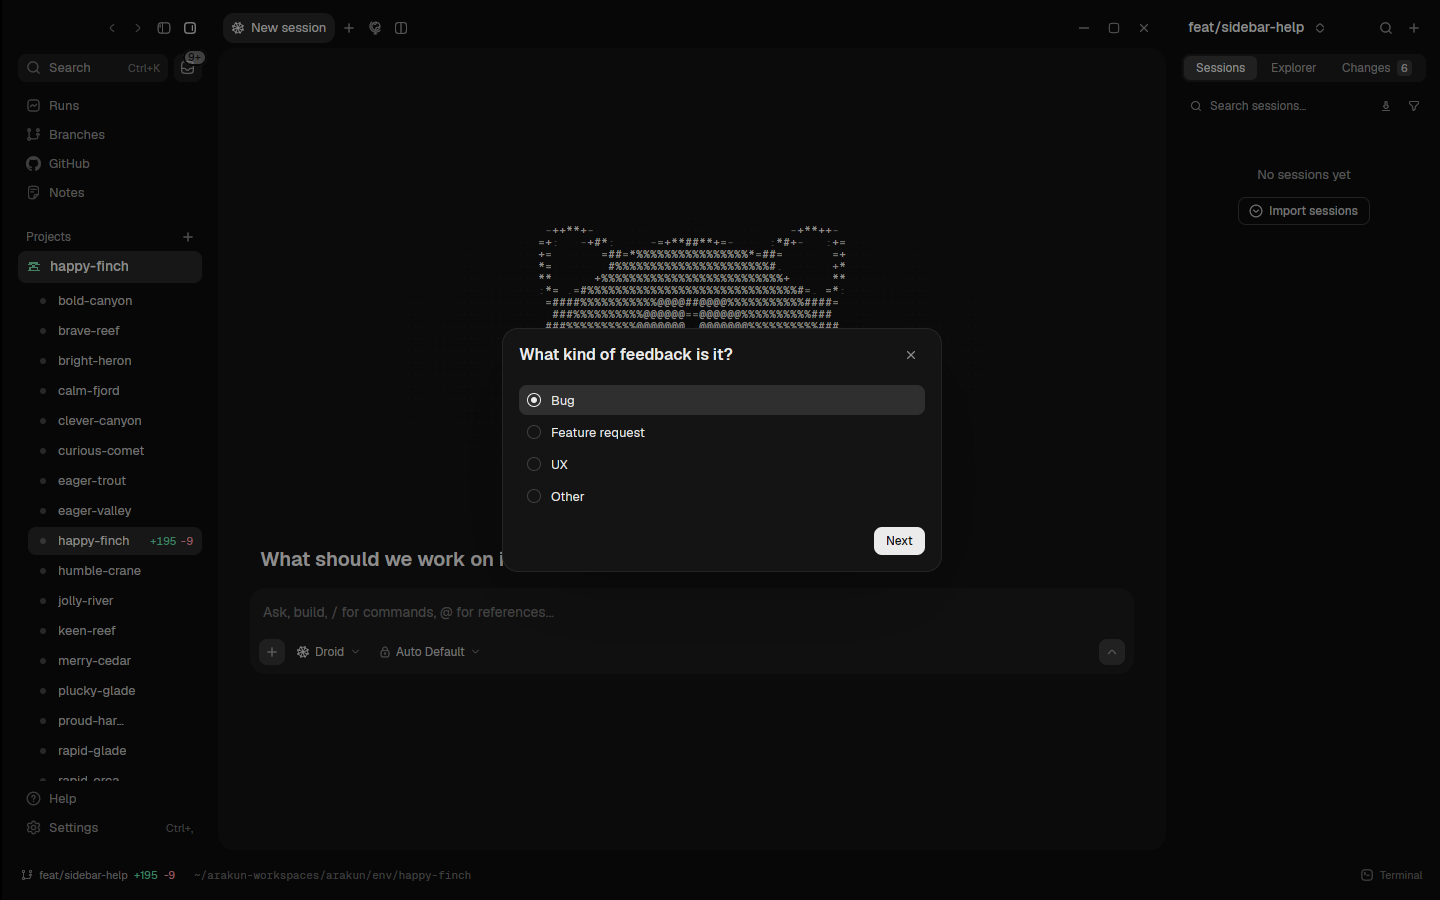 New session
feat/sidebar-help
Search Ctrl+K 9+
Sessions Explorer Changes 6
Runs
Search sessions...
Branches
GitHub
Notes
No sessions yet
Import sessions
Projects
happy-finch
bold-canyon
brave-reef
bright-heron
calm-fjord
clever-canyon
curious-comet
eager-trout
eager-valley
happy-finch +195 -9
humble-crane
jolly-river
keen-reef
merry-cedar
plucky-glade
proud-har...
rapid-glade
rapid-orca
Help
Settings Ctrl+,
What kind of feedback is it?
Bug
Feature request
UX
Other
Next
What should we work on
Ask, build, / for commands, @ for references...
Droid Auto Default
feat/sidebar-help +195 -9 ~/arakun-workspaces/arakun/env/happy-finch Terminal